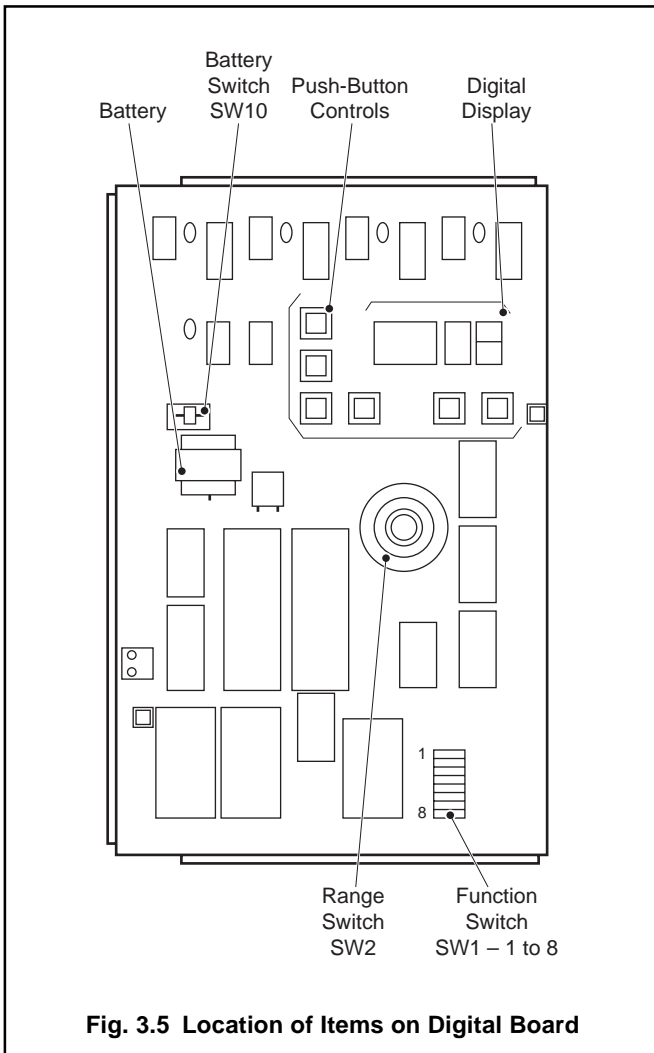 Battery
Battery
Switch
SW10
Push-Button
Controls
Digital
Display
1
8
Range
Switch
SW2
Function
Switch
SW1 – 1 to 8
Fig. 3.5 Location of Items on Digital Board